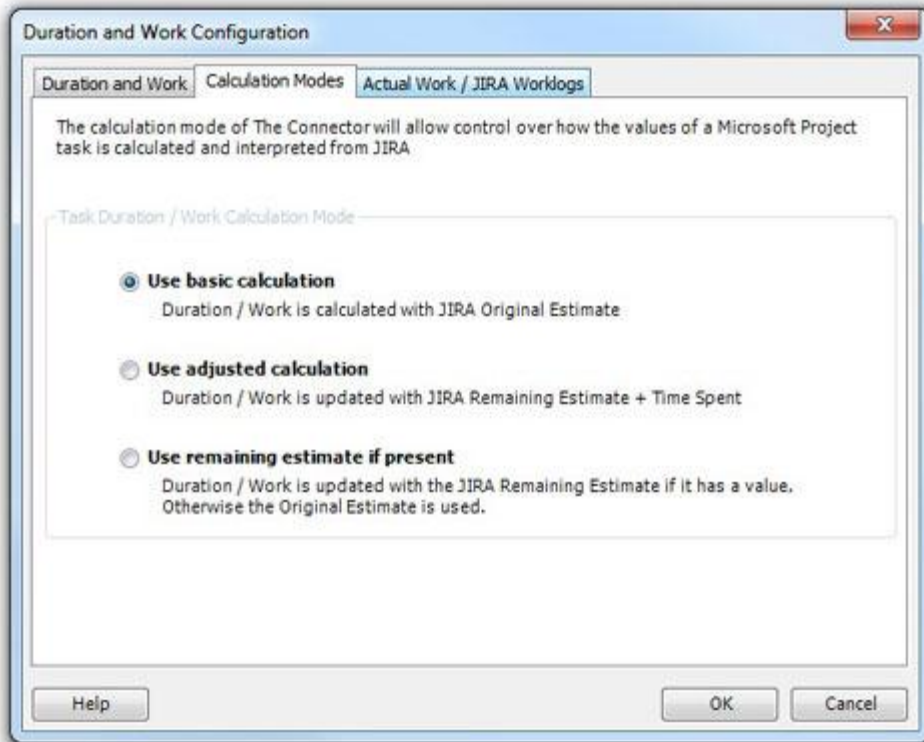 Duration and Work Configuration
Duration and Work
Calculation Modes
Actual Work / JIRA Worklogs
The calculation mode of The Connector will allow control over how the values of a Microsoft Project
task is calculated and interpreted from JIRA
Task Duration / Work Calculation Mode
Use basic calculation
Duration / Work is calculated with JIRA Original Estimate
Use adjusted calculation
Duration / Work is updated with JIRA Remaining Estimate + Time Spent
Use remaining estimate if present
Duration / Work is updated with the JIRA Remaining Estimate if it has a value.
Otherwise the Original Estimate is used.
Help
OK
Cancel